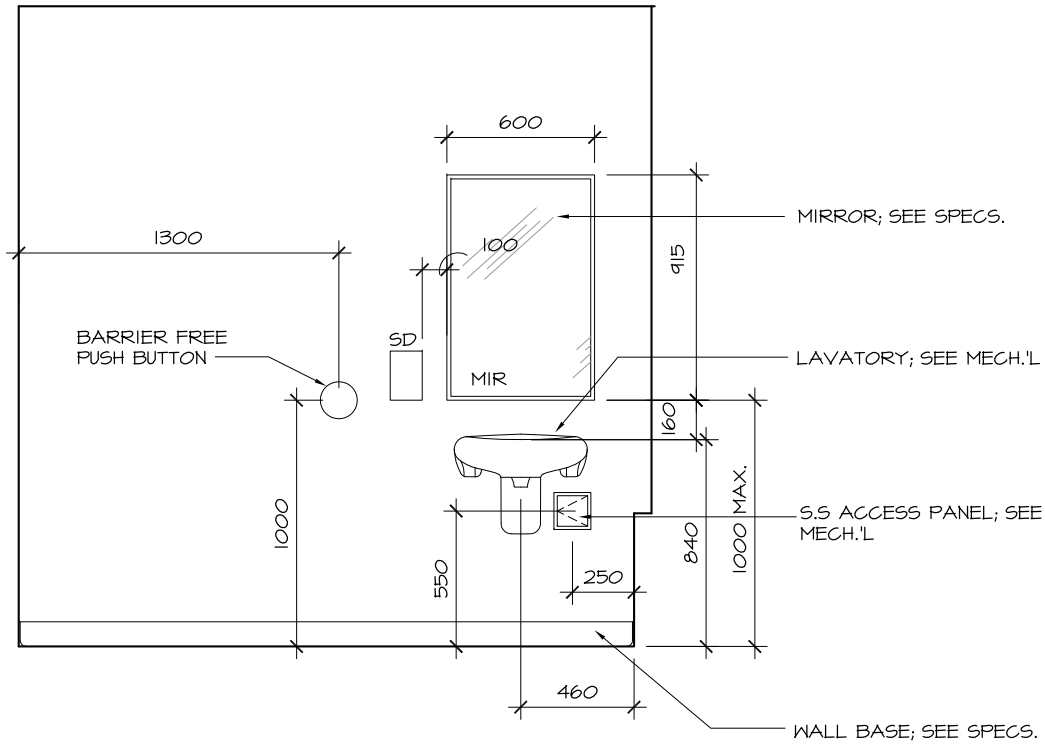 600
MIRROR; SEE SPECS.
1300
100
915
BARRIER FREE
PUSH BUTTON
SD
LAVATORY; SEE MECH.'L
MIR
160
1000
S.S ACCESS PANEL; SEE
MECH.'L
840
1000 MAX.
550
250
460
WALL BASE; SEE SPECS.